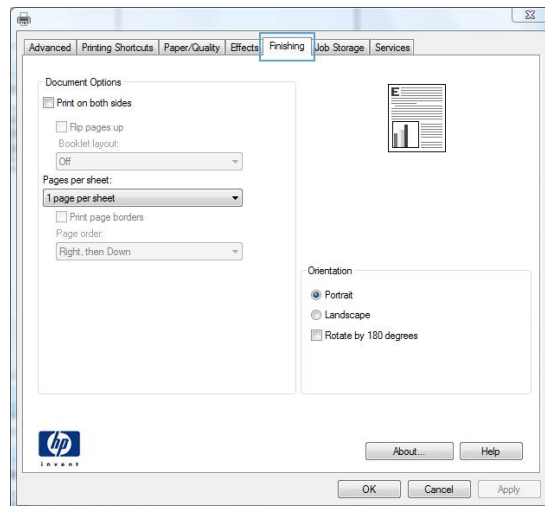 Advanced Printing Shortcuts Paper/Quality Effects Finishing Job Storage Services
Document Options
Print on both sides
Flip pages up
Booklet layout:
Off
Pages per sheet:
1 page per sheet
Print page borders
Page order:
Right, then Down
E
Orientation
Portrait
Landscape
Rotate by 180 degrees
hp
invent
About... Help
OK Cancel Apply